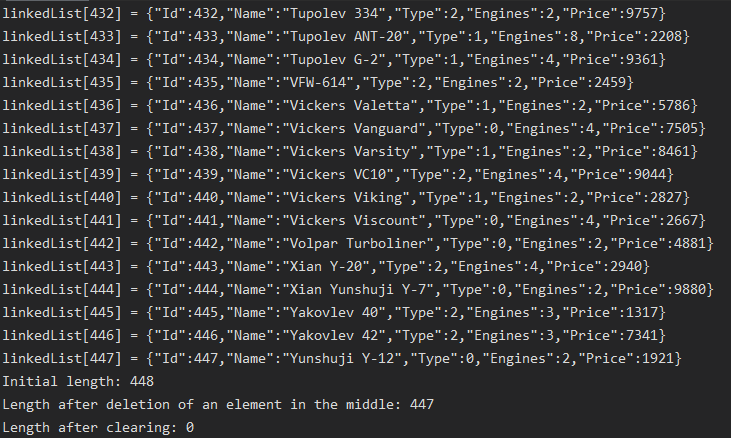 linkedList[432] = {"Id":432,"Name":"Tupolev 334","Type":2,"Engines":2,"Price":9757}
linkedList[433] = {"Id":433,"Name":"Tupolev ANT-20","Type":1,"Engines":8,"Price":2208}
linkedList[434] = {"Id":434,"Name":"Tupolev G-2","Type":1,"Engines":4,"Price":9361}
linkedList[435] = {"Id":435,"Name":"VFW-614","Type":2,"Engines":2,"Price":2459}
linkedList[436] = {"Id":436,"Name":"Vickers Valetta","Type":1,"Engines":2,"Price":5786}
linkedList[437] = {"Id":437,"Name":"Vickers Vanguard","Type":0,"Engines":4,"Price":7505}
linkedList[438] = {"Id":438,"Name":"Vickers Varsity","Type":1,"Engines":2,"Price":8461}
linkedList[439] = {"Id":439,"Name":"Vickers VC10","Type":2,"Engines":4,"Price":9044}
linkedList[440] = {"Id":440,"Name":"Vickers Viking","Type":1,"Engines":2,"Price":2827}
linkedList[441] = {"Id":441,"Name":"Vickers Viscount","Type":0,"Engines":4,"Price":2667}
linkedList[442] = {"Id":442,"Name":"Volpar Turboliner","Type":0,"Engines":2,"Price":4881}
linkedList[443] = {"Id":443,"Name":"Xian Y-20","Type":2,"Engines":4,"Price":2940}
linkedList[444] = {"Id":444,"Name":"Xian Yunshuji Y-7","Type":0,"Engines":2,"Price":9880}
linkedList[445] = {"Id":445,"Name":"Yakovlev 40","Type":2,"Engines":3,"Price":1317}
linkedList[446] = {"Id":446,"Name":"Yakovlev 42","Type":2,"Engines":3,"Price":7341}
linkedList[447] = {"Id":447,"Name":"Yunshuji Y-12","Type":0,"Engines":2,"Price":1921}
Initial length: 448
Length after deletion of an element in the middle: 447
Length after clearing: 0